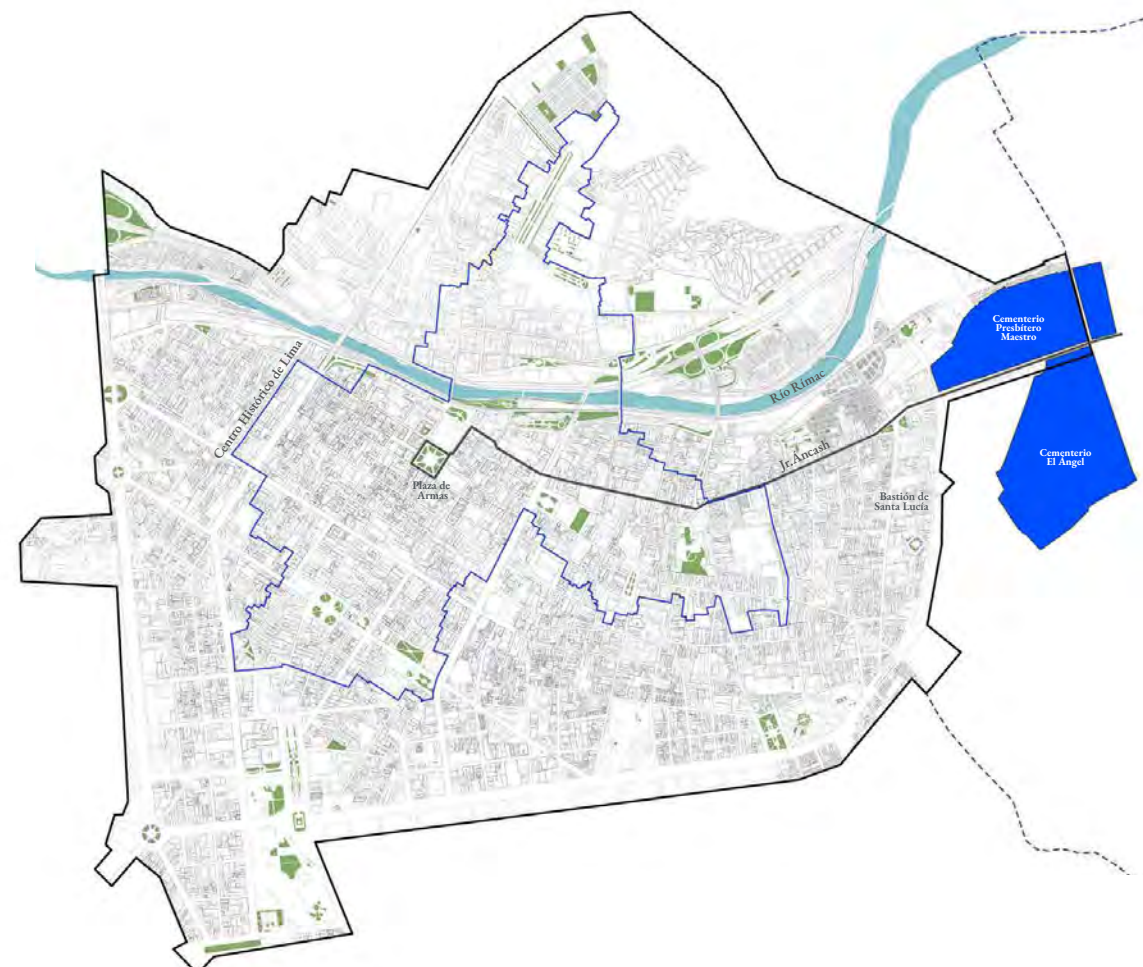 Cementerio
Presbítero
Maestro
Río Rímac
Centro Histórico de Lima
Cementerio
El Ángel
Jr. Áncash
Plaza de
Armas
Bastión de
Santa Lucía